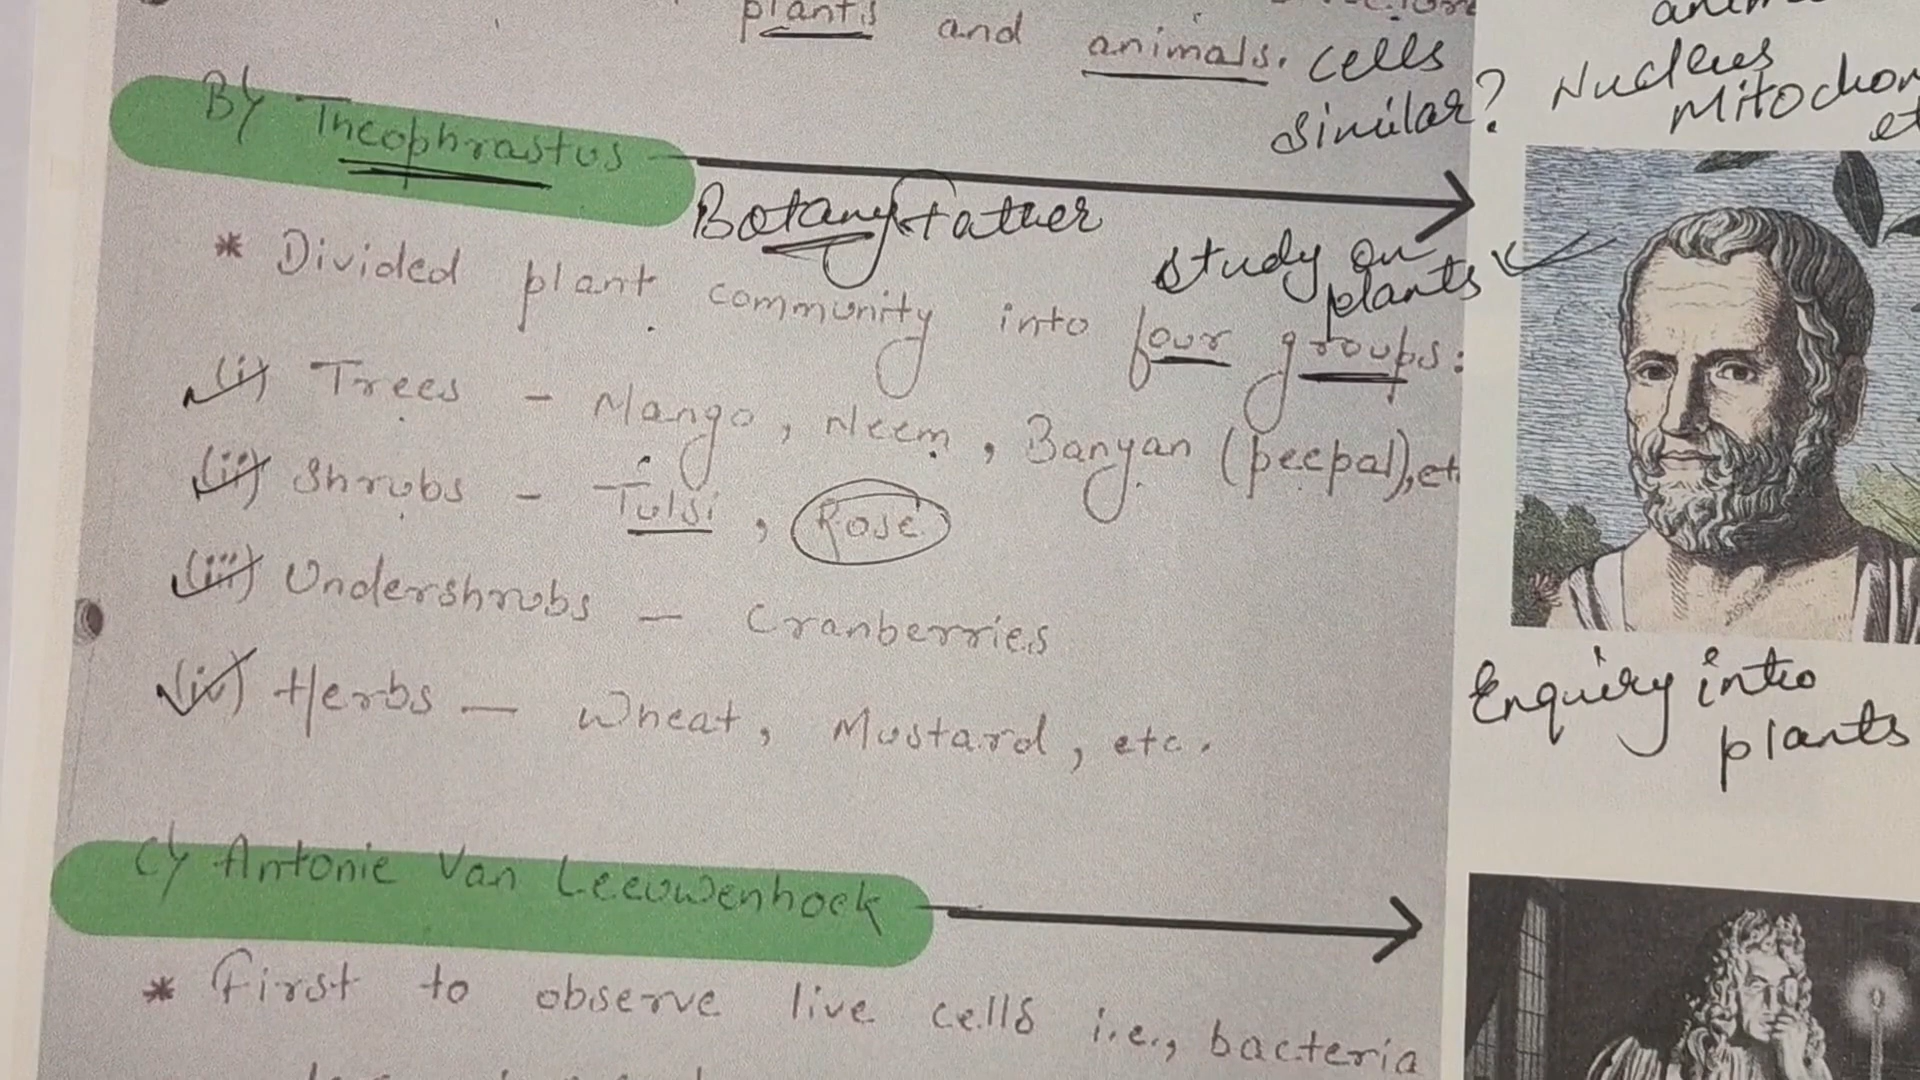 plants and animals. cells
similar?
Nucleus
B) Theophrastus
Botany father
study on
plants
* Divided plant community into four groups:
(i) Trees - Mango, Neem, Banyan (peepal), etc
(ii) Shrubs - Tulsi, Rose
(iii) Undershrubs - Cranberries
(iv) Herbs - Wheat, Mustard, etc.
Enquiry into
plants
C) Antonie Van Leeuwenhoek
* First to observe live cells i.e., bacteria